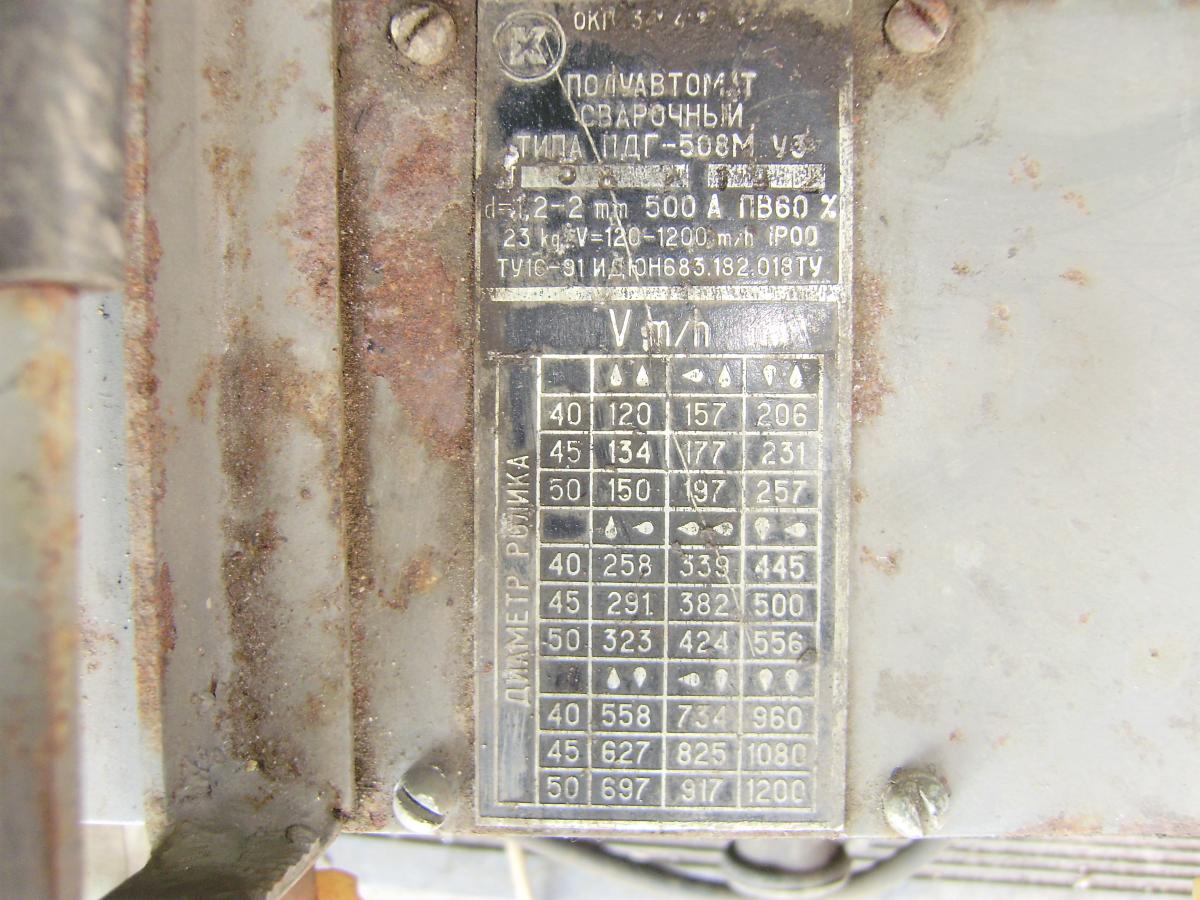 К
ОКП
ПОЛУАВТОМАТ
СВАРОЧНЫЙ
ТИПА ПДГ-508М У3
d=1,2-2 mm 500 A ПВ60 %
23 kg V=120-1200 m/h IP00
ТУ16-91 ИДЮН683.182.018ТУ
V m/h
ДИАМЕТР РОЛИКА
40 120 157 206
45 134 177 231
50 150 197 257
40 258 339 445
45 291 382 500
50 323 424 556
40 558 734 960
45 627 825 1080
50 697 917 1200